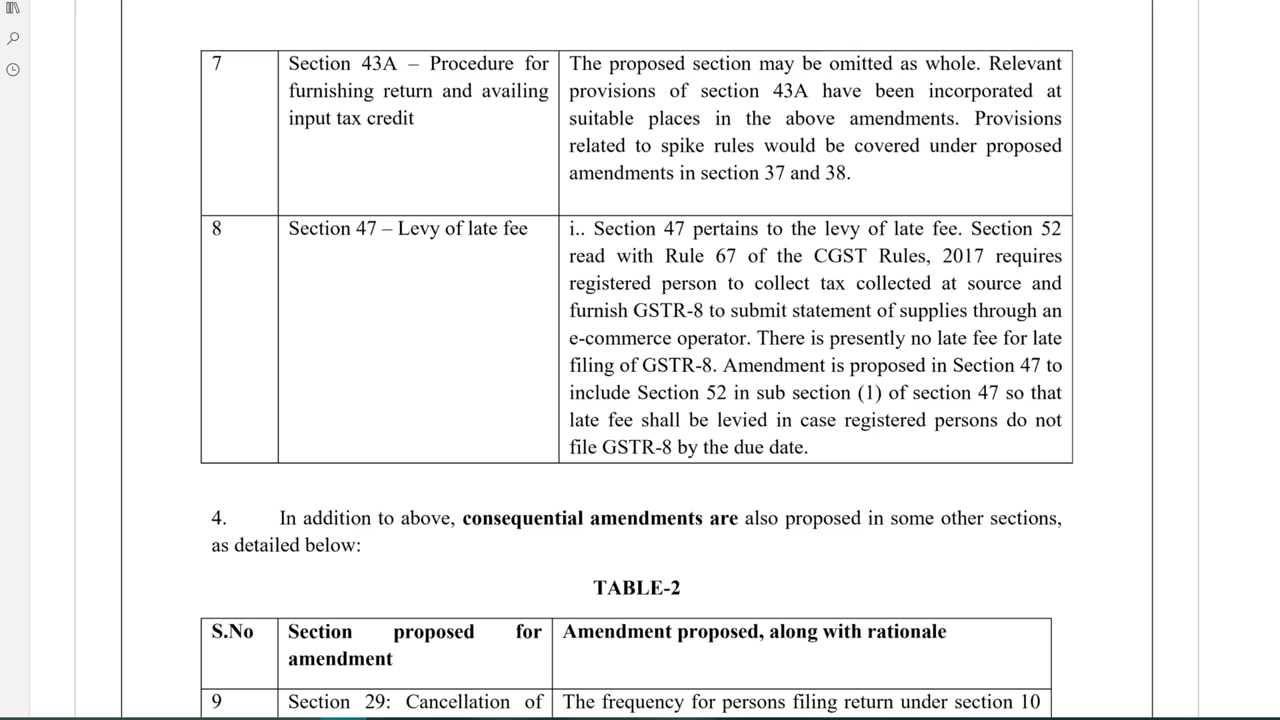 7
Section 43A – Procedure for
furnishing return and availing
input tax credit
The proposed section may be omitted as whole. Relevant
provisions of section 43A have been incorporated at
suitable places in the above amendments. Provisions
related to spike rules would be covered under proposed
amendments in section 37 and 38.
8
Section 47 – Levy of late fee
i.. Section 47 pertains to the levy of late fee. Section 52
read with Rule 67 of the CGST Rules, 2017 requires
registered person to collect tax collected at source and
furnish GSTR-8 to submit statement of supplies through an
e-commerce operator. There is presently no late fee for late
filing of GSTR-8. Amendment is proposed in Section 47 to
include Section 52 in sub section (1) of section 47 so that
late fee shall be levied in case registered persons do not
file GSTR-8 by the due date.
4. In addition to above, consequential amendments are also proposed in some other sections,
as detailed below:
TABLE-2
S.No
Section proposed for
amendment
Amendment proposed, along with rationale
9
Section 29: Cancellation of
The frequency for persons filing return under section 10